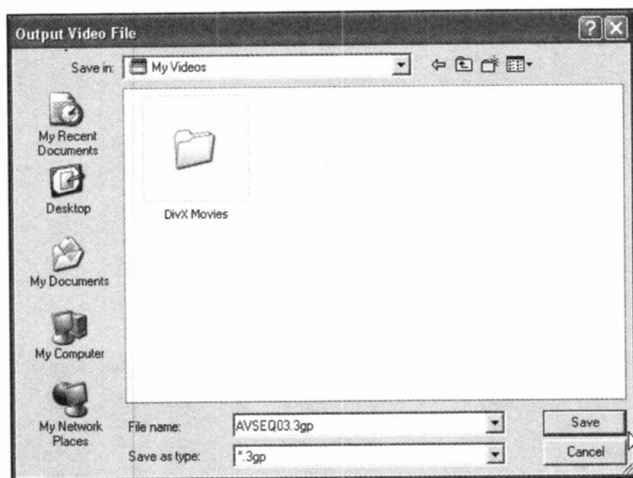 Output Video File
Save in:
My Videos
My Recent
Documents
Desktop
My Documents
My Computer
My Network
Places
DivX Movies
File name:
AVSEQ03.3gp
Save
Save as type:
*.3gp
Cancel